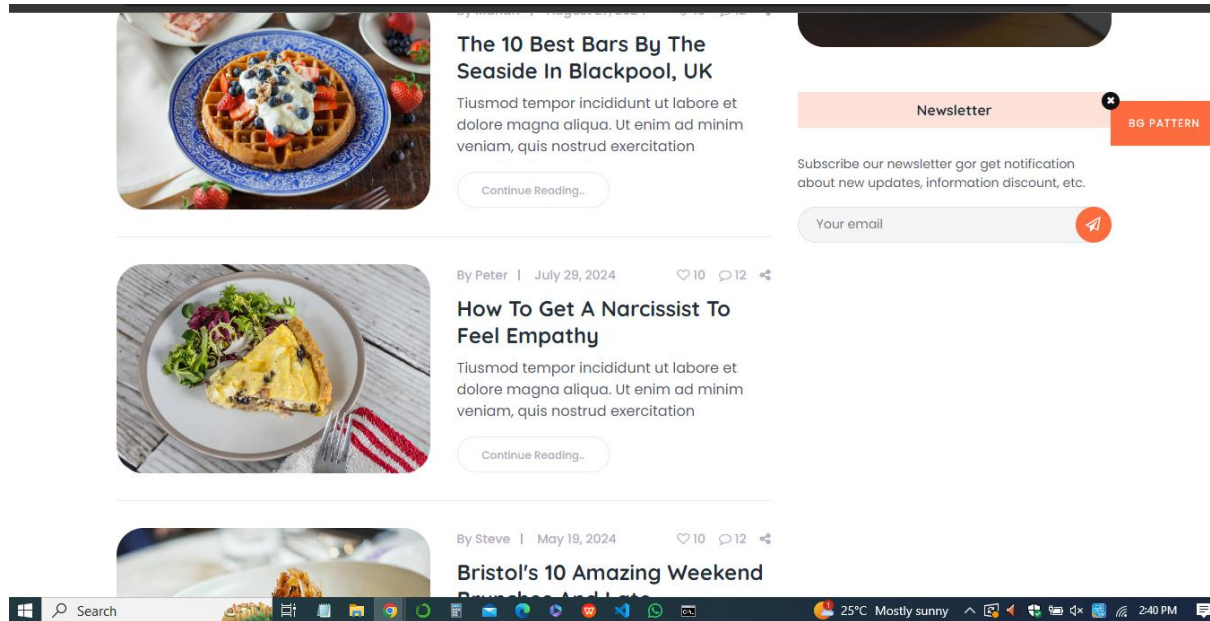 The 10 Best Bars By The
Seaside In Blackpool, UK
Tiusmod tempor incididunt ut labore et
dolore magna aliqua. Ut enim ad minim
veniam, quis nostrud exercitation
Continue Reading..
By Peter | July 29, 2024 10 12
How To Get A Narcissist To
Feel Empathy
Tiusmod tempor incididunt ut labore et
dolore magna aliqua. Ut enim ad minim
veniam, quis nostrud exercitation
Continue Reading..
By Steve | May 19, 2024 10 12
Bristol's 10 Amazing Weekend
Newsletter
BG PATTERN
Subscribe our newsletter gor get notification
about new updates, information discount, etc.
Your email
Search
25°C Mostly sunny
2:40 PM